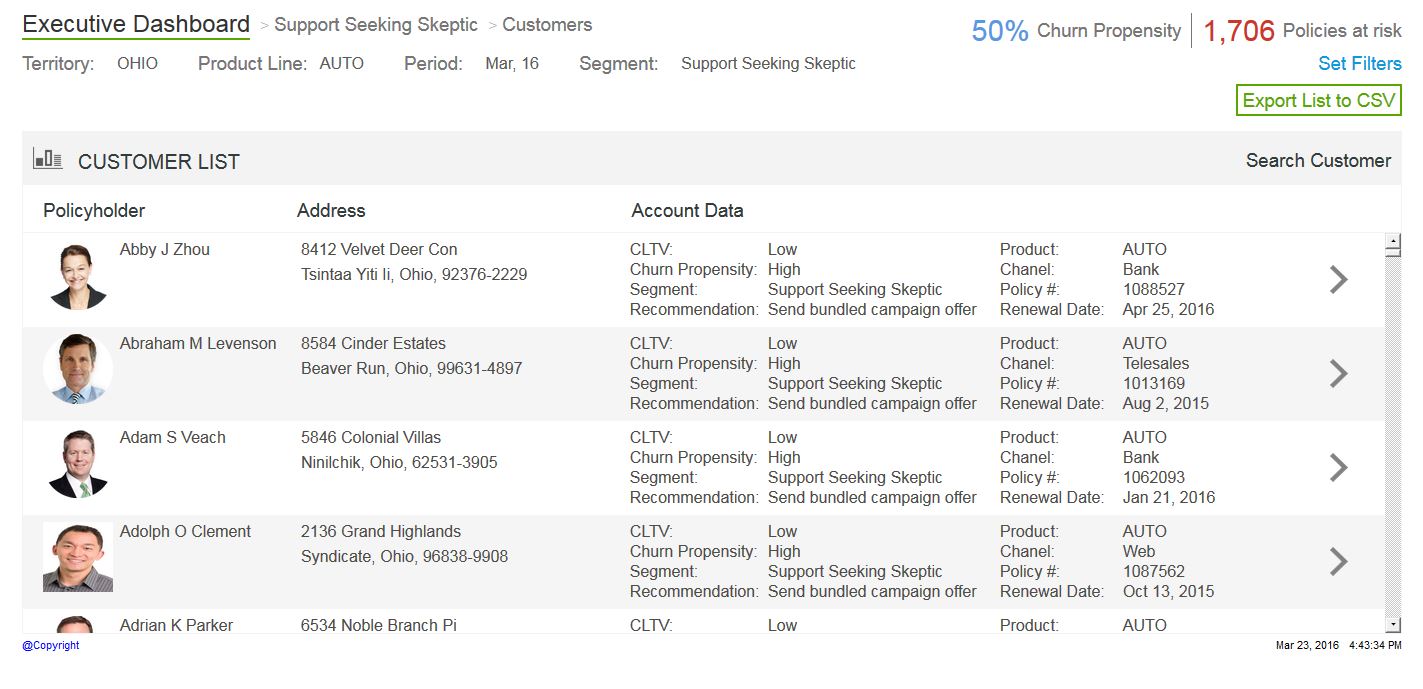 Executive Dashboard > Support Seeking Skeptic > Customers
50% Churn Propensity 1,706 Policies at risk
Territory: OHIO Product Line: AUTO Period: Mar, 16 Segment: Support Seeking Skeptic
Set Filters
Export List to CSV
CUSTOMER LIST
Search Customer
Policyholder Address Account Data
Abby J Zhou 8412 Velvet Deer Con CLTV: Low Product: AUTO
Tsintaa Yiti Ii, Ohio, 92376-2229 Churn Propensity: High Chanel: Bank
Segment: Support Seeking Skeptic Policy #: 1088527
Recommendation: Send bundled campaign offer Renewal Date: Apr 25, 2016
Abraham M Levenson 8584 Cinder Estates CLTV: Low Product: AUTO
Beaver Run, Ohio, 99631-4897 Churn Propensity: High Chanel: Telesales
Segment: Support Seeking Skeptic Policy #: 1013169
Recommendation: Send bundled campaign offer Renewal Date: Aug 2, 2015
Adam S Veach 5846 Colonial Villas CLTV: Low Product: AUTO
Ninilchik, Ohio, 62531-3905 Churn Propensity: High Chanel: Bank
Segment: Support Seeking Skeptic Policy #: 1062093
Recommendation: Send bundled campaign offer Renewal Date: Jan 21, 2016
Adolph O Clement 2136 Grand Highlands CLTV: Low Product: AUTO
Syndicate, Ohio, 96838-9908 Churn Propensity: High Chanel: Web
Segment: Support Seeking Skeptic Policy #: 1087562
Recommendation: Send bundled campaign offer Renewal Date: Oct 13, 2015
Adrian K Parker 6534 Noble Branch Pi CLTV: Low Product: AUTO
@Copyright Mar 23, 2016 4:43:34 PM